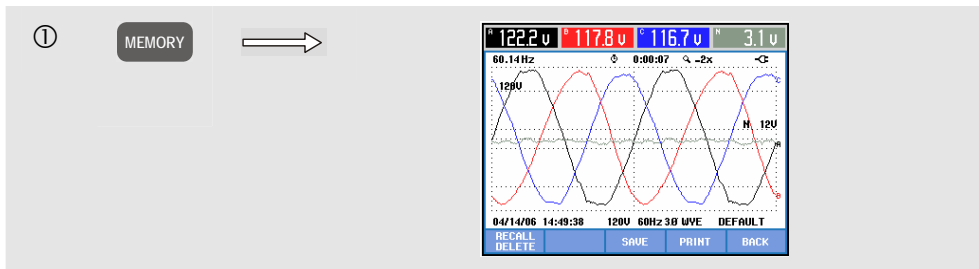 ①
MEMORY
A 122.2 V B 117.8 V C 116.7 V N 3.1 V
60.14Hz 0:00:07 -2x
C
120V
N 12V
A
B
04/14/06 14:49:38 120V 60Hz 3Ø WYE DEFAULT
RECALL
DELETE SAVE PRINT BACK